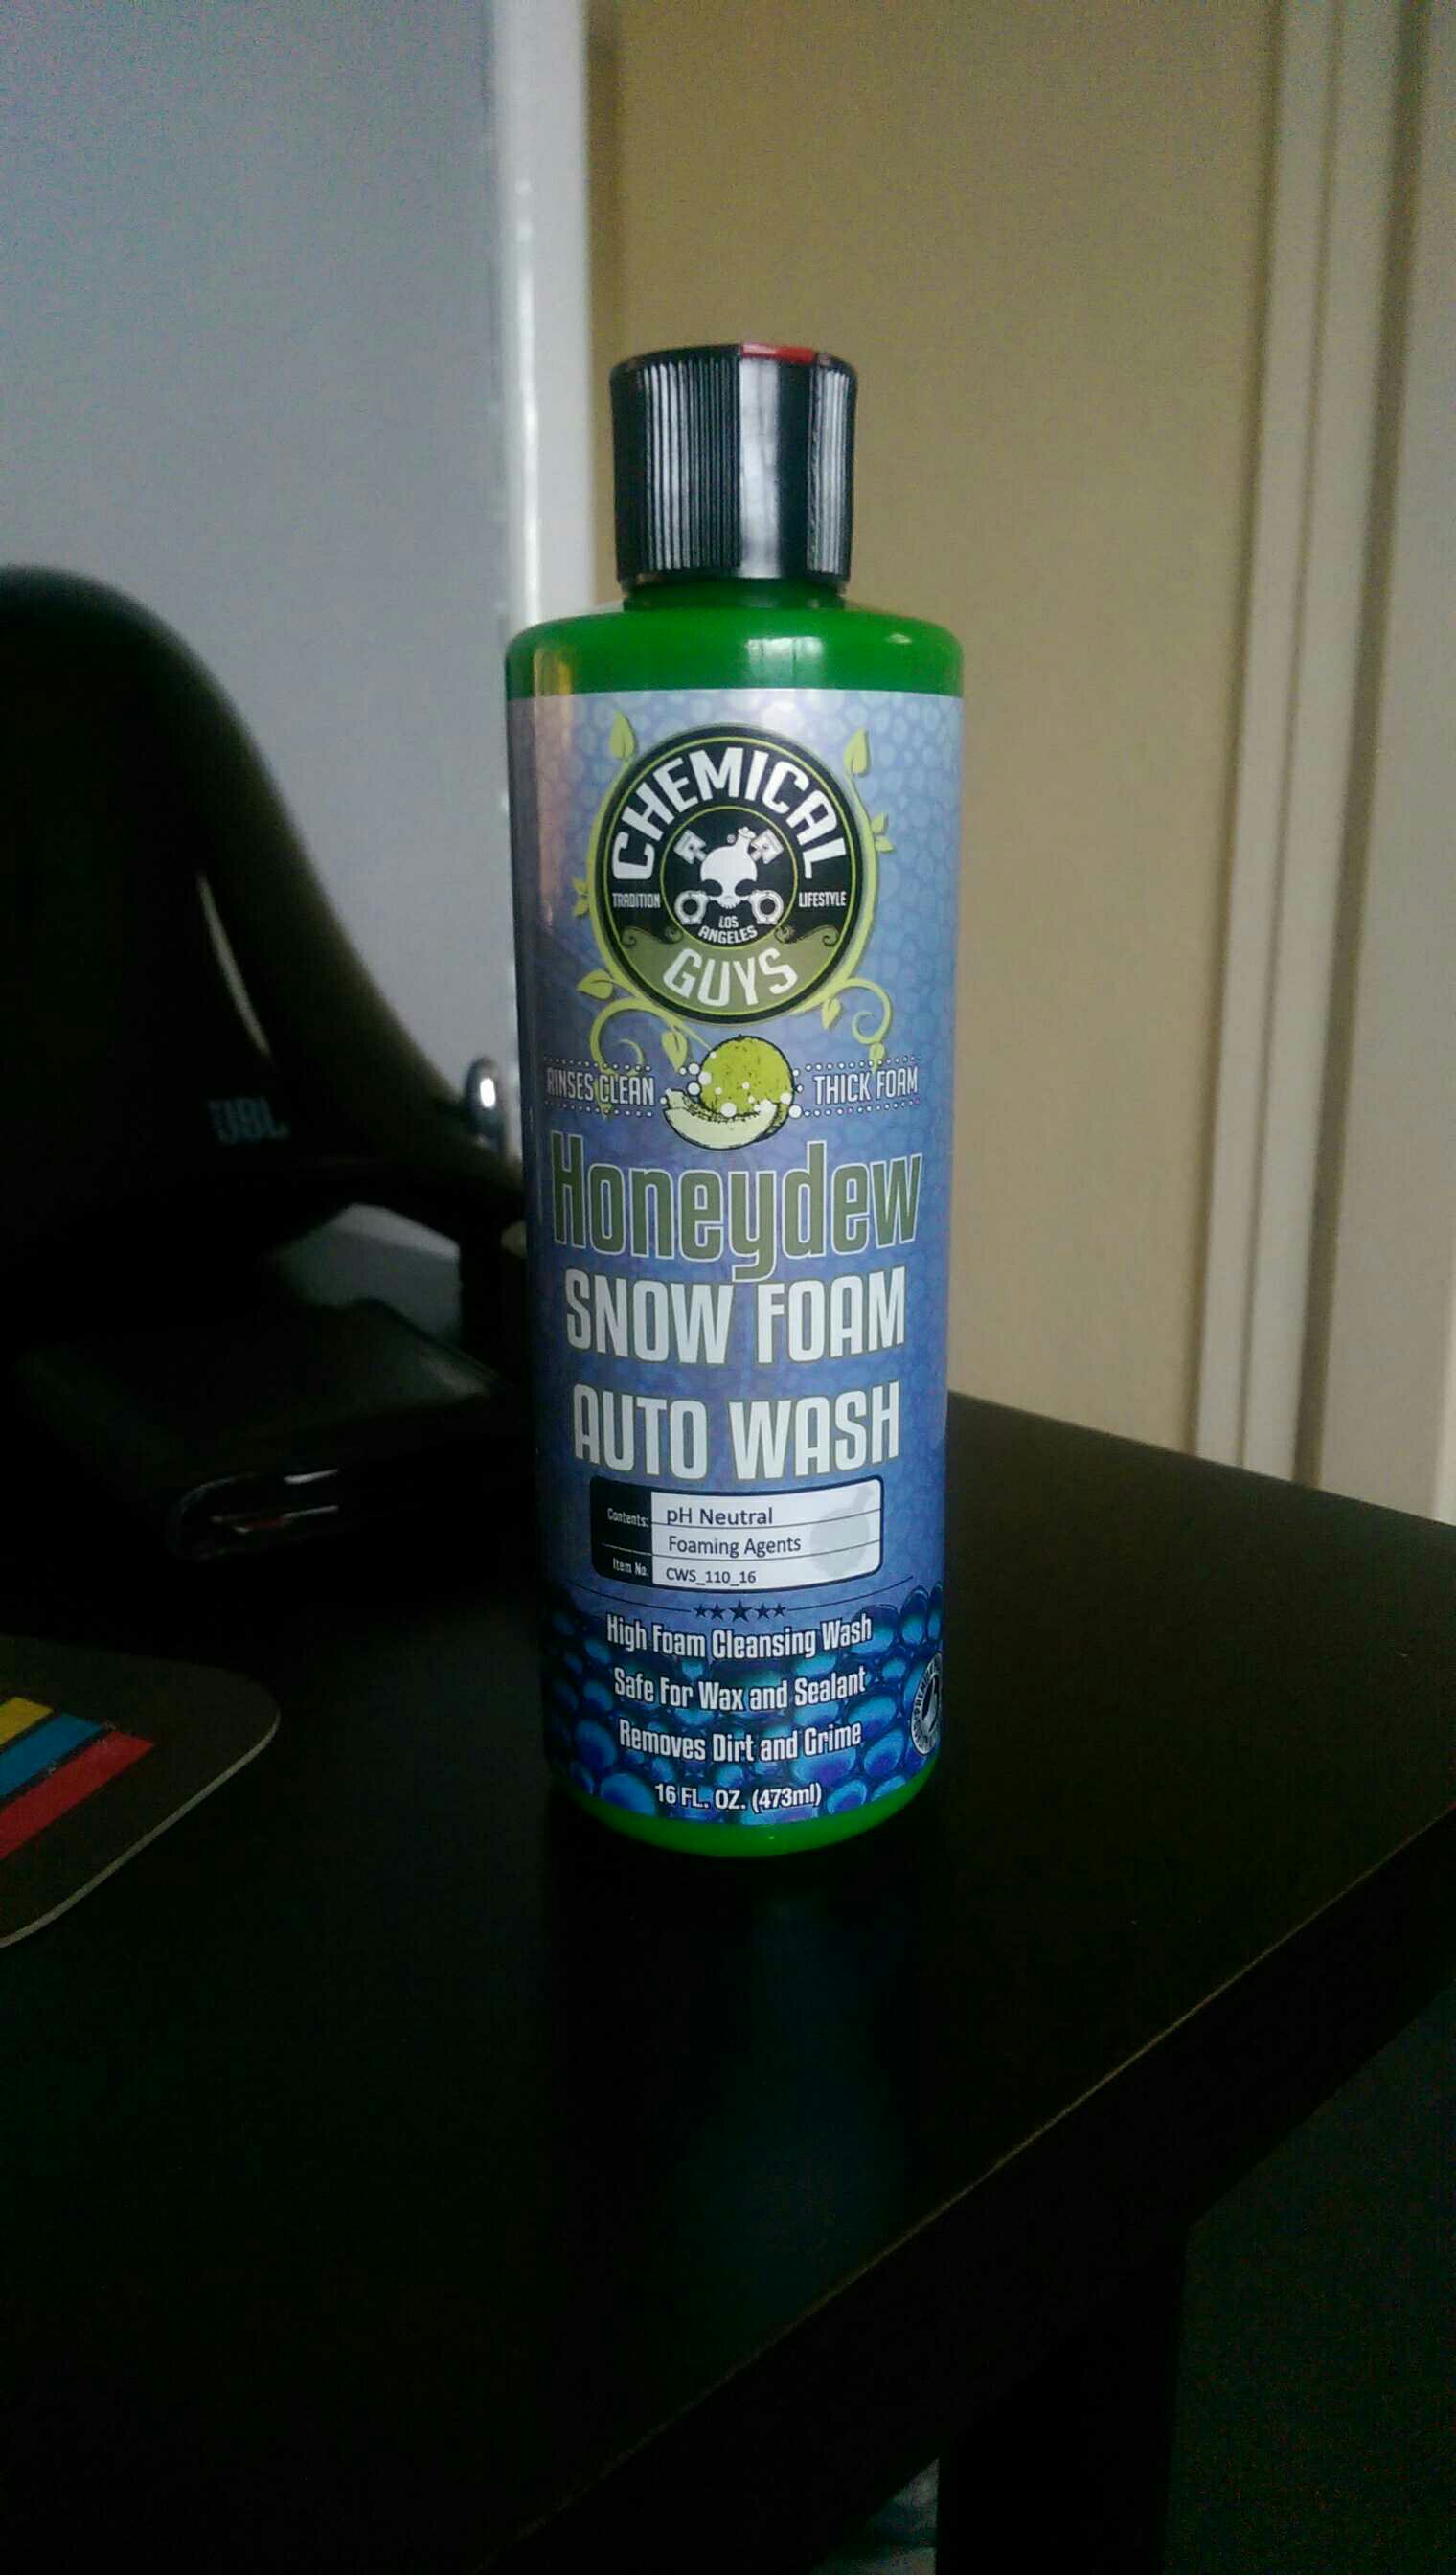 CHEMICAL
TRADITION LIFESTYLE
LOS
ANGELES
GUYS
RINSES CLEAN THICK FOAM
Honeydew
SNOW FOAM
AUTO WASH
Contents: pH Neutral
Foaming Agents
Item No. CWS_110_16
High Foam Cleansing Wash
Safe For Wax and Sealant
Removes Dirt and Grime
16 FL. OZ. (473ml)
JBL